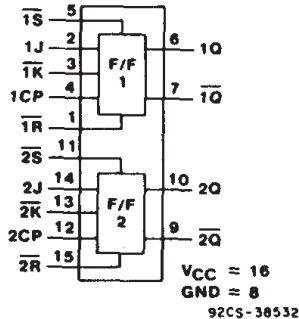 1S̅ 5
1J 2
1K̅ 3
1CP 4
1R̅ 1
F/F
1
6 1Q
7 1Q̅
2S̅ 11
2J 14
2K̅ 13
2CP 12
2R̅ 15
F/F
2
10 2Q
9 2Q̅
VCC = 16
GND = 8
92CS-38532